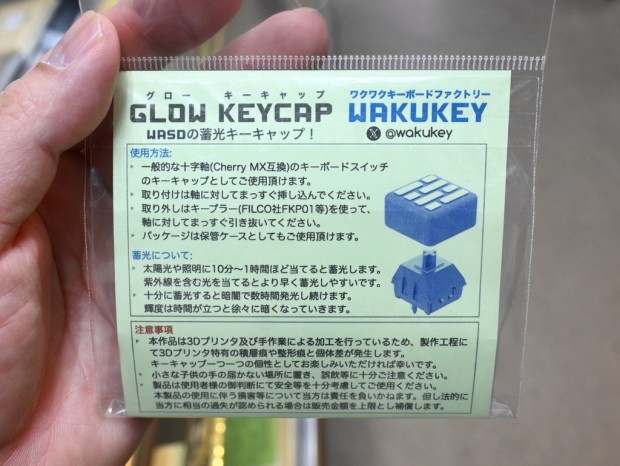 グロー キーキャップ ワクワクキーボードファクトリー
GLOW KEYCAP WAKUKEY
WASDの蓄光キーキャップ！ X @wakukey
使用方法:
・ 一般的な十字軸(Cherry MX互換)のキーボードスイッチ
のキーキャップとしてご使用頂けます。
・ 取り付けは軸に対してまっすぐ挿し込んでください。
・ 取り外しはキープラー(FILCO社FKP01等)を使って、
軸に対してまっすぐ引き抜いてください。
・ パッケージは保管ケースとしてもご使用頂けます。
蓄光について:
・ 太陽光や照明に10分～1時間ほど当てると蓄光します。
紫外線を含む光を当てるとより早く蓄光しやすいです。
・ 十分に蓄光すると暗闇で数時間発光し続けます。
輝度は時間が立つと徐々に暗くなっていきます。
注意事項
・ 本作品は3Dプリンタ及び手作業による加工を行っているため、製作工程に
て3Dプリンタ特有の積層痕や整形痕と個体差が発生します。
キーキャップ一つ一つの個性としてお楽しみいただければ幸いです。
・ 小さな子供の手の届かない場所に置き、誤飲等に十分ご注意ください。
・ 製品は使用者様の御判断にて安全等を十分考慮してご使用ください。
本製品の使用に伴う損害等について当方は責任を負いかねます。但し法的に
当方に相当の過失が認められる場合は販売金額を上限とし補償します。